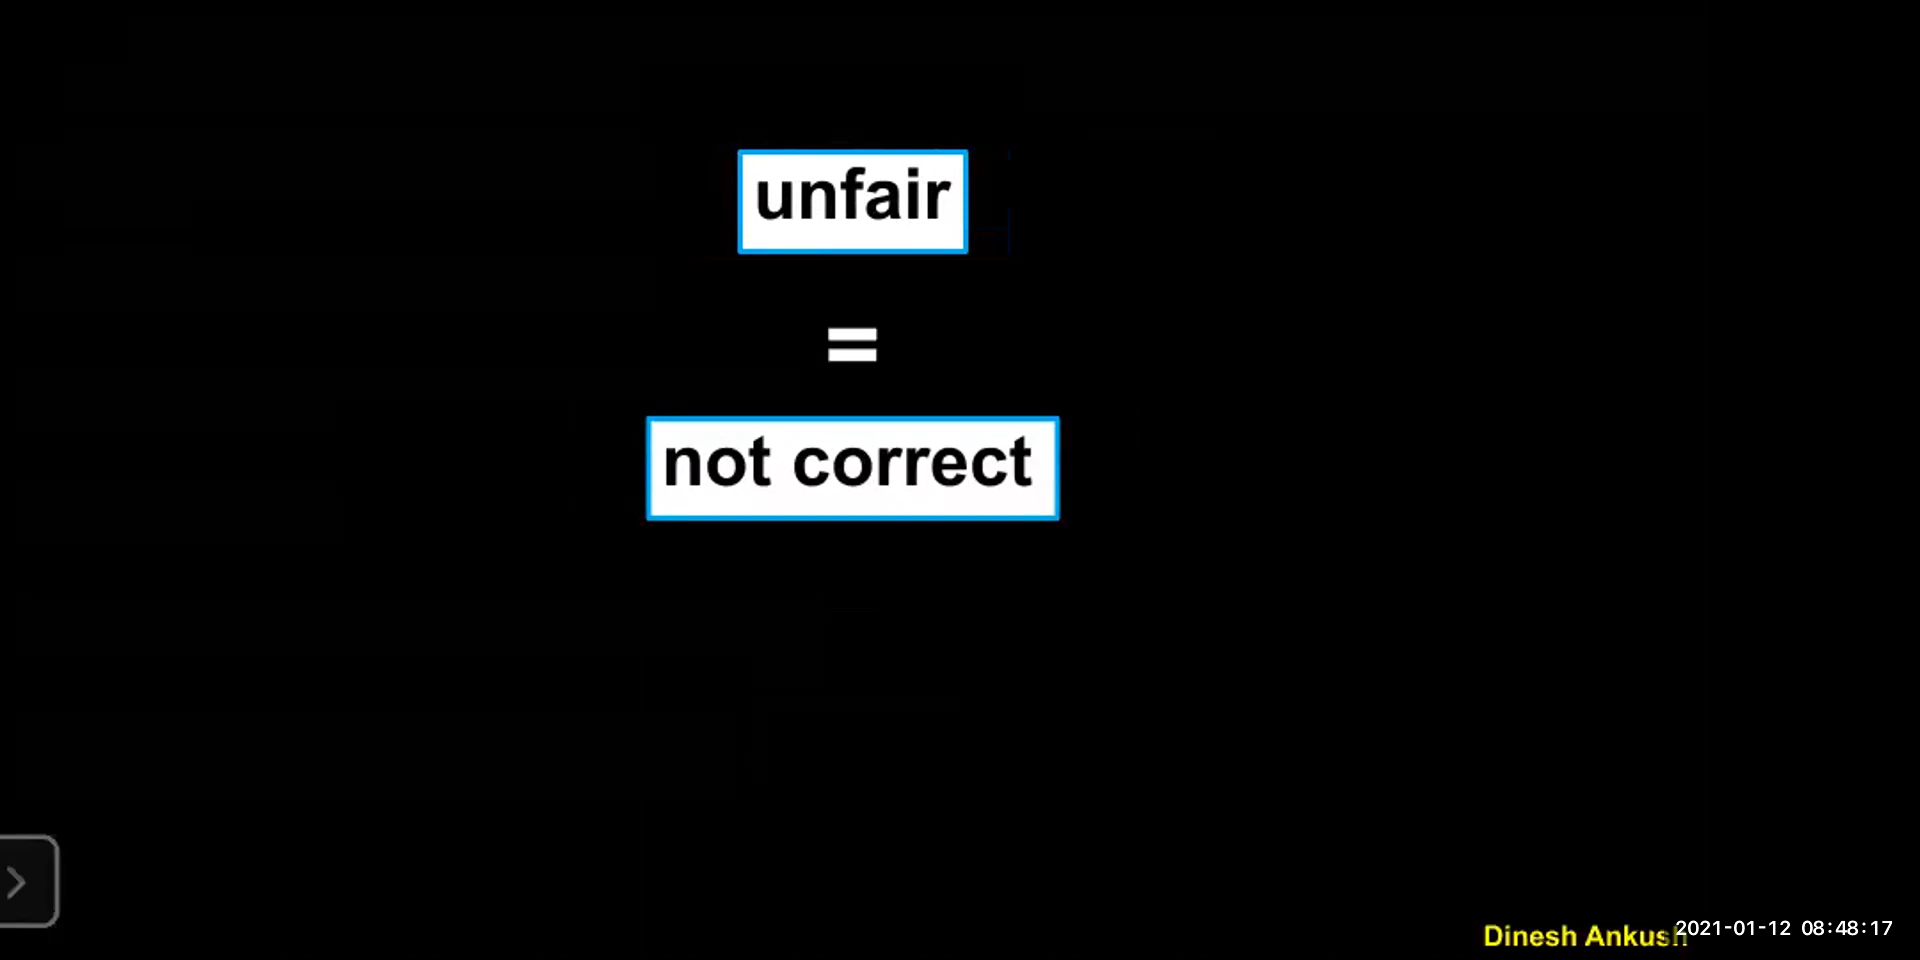 unfair
=
not correct
Dinesh Ankush
2021-01-12 08:48:17